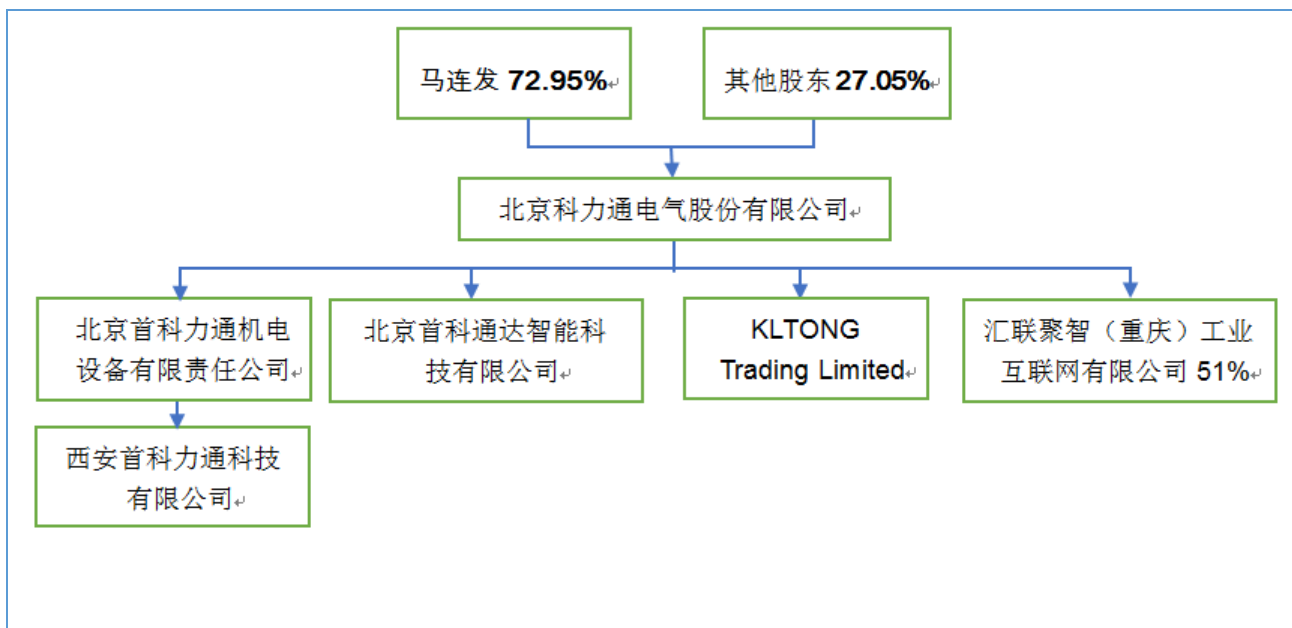 马连发 72.95%
其他股东 27.05%
北京科力通电气股份有限公司
北京首科力通机电
设备有限责任公司
北京首科通达智能科
技有限公司
KLTONG
Trading Limited
汇联聚智（重庆）工业
互联网有限公司 51%
西安首科力通科技
有限公司